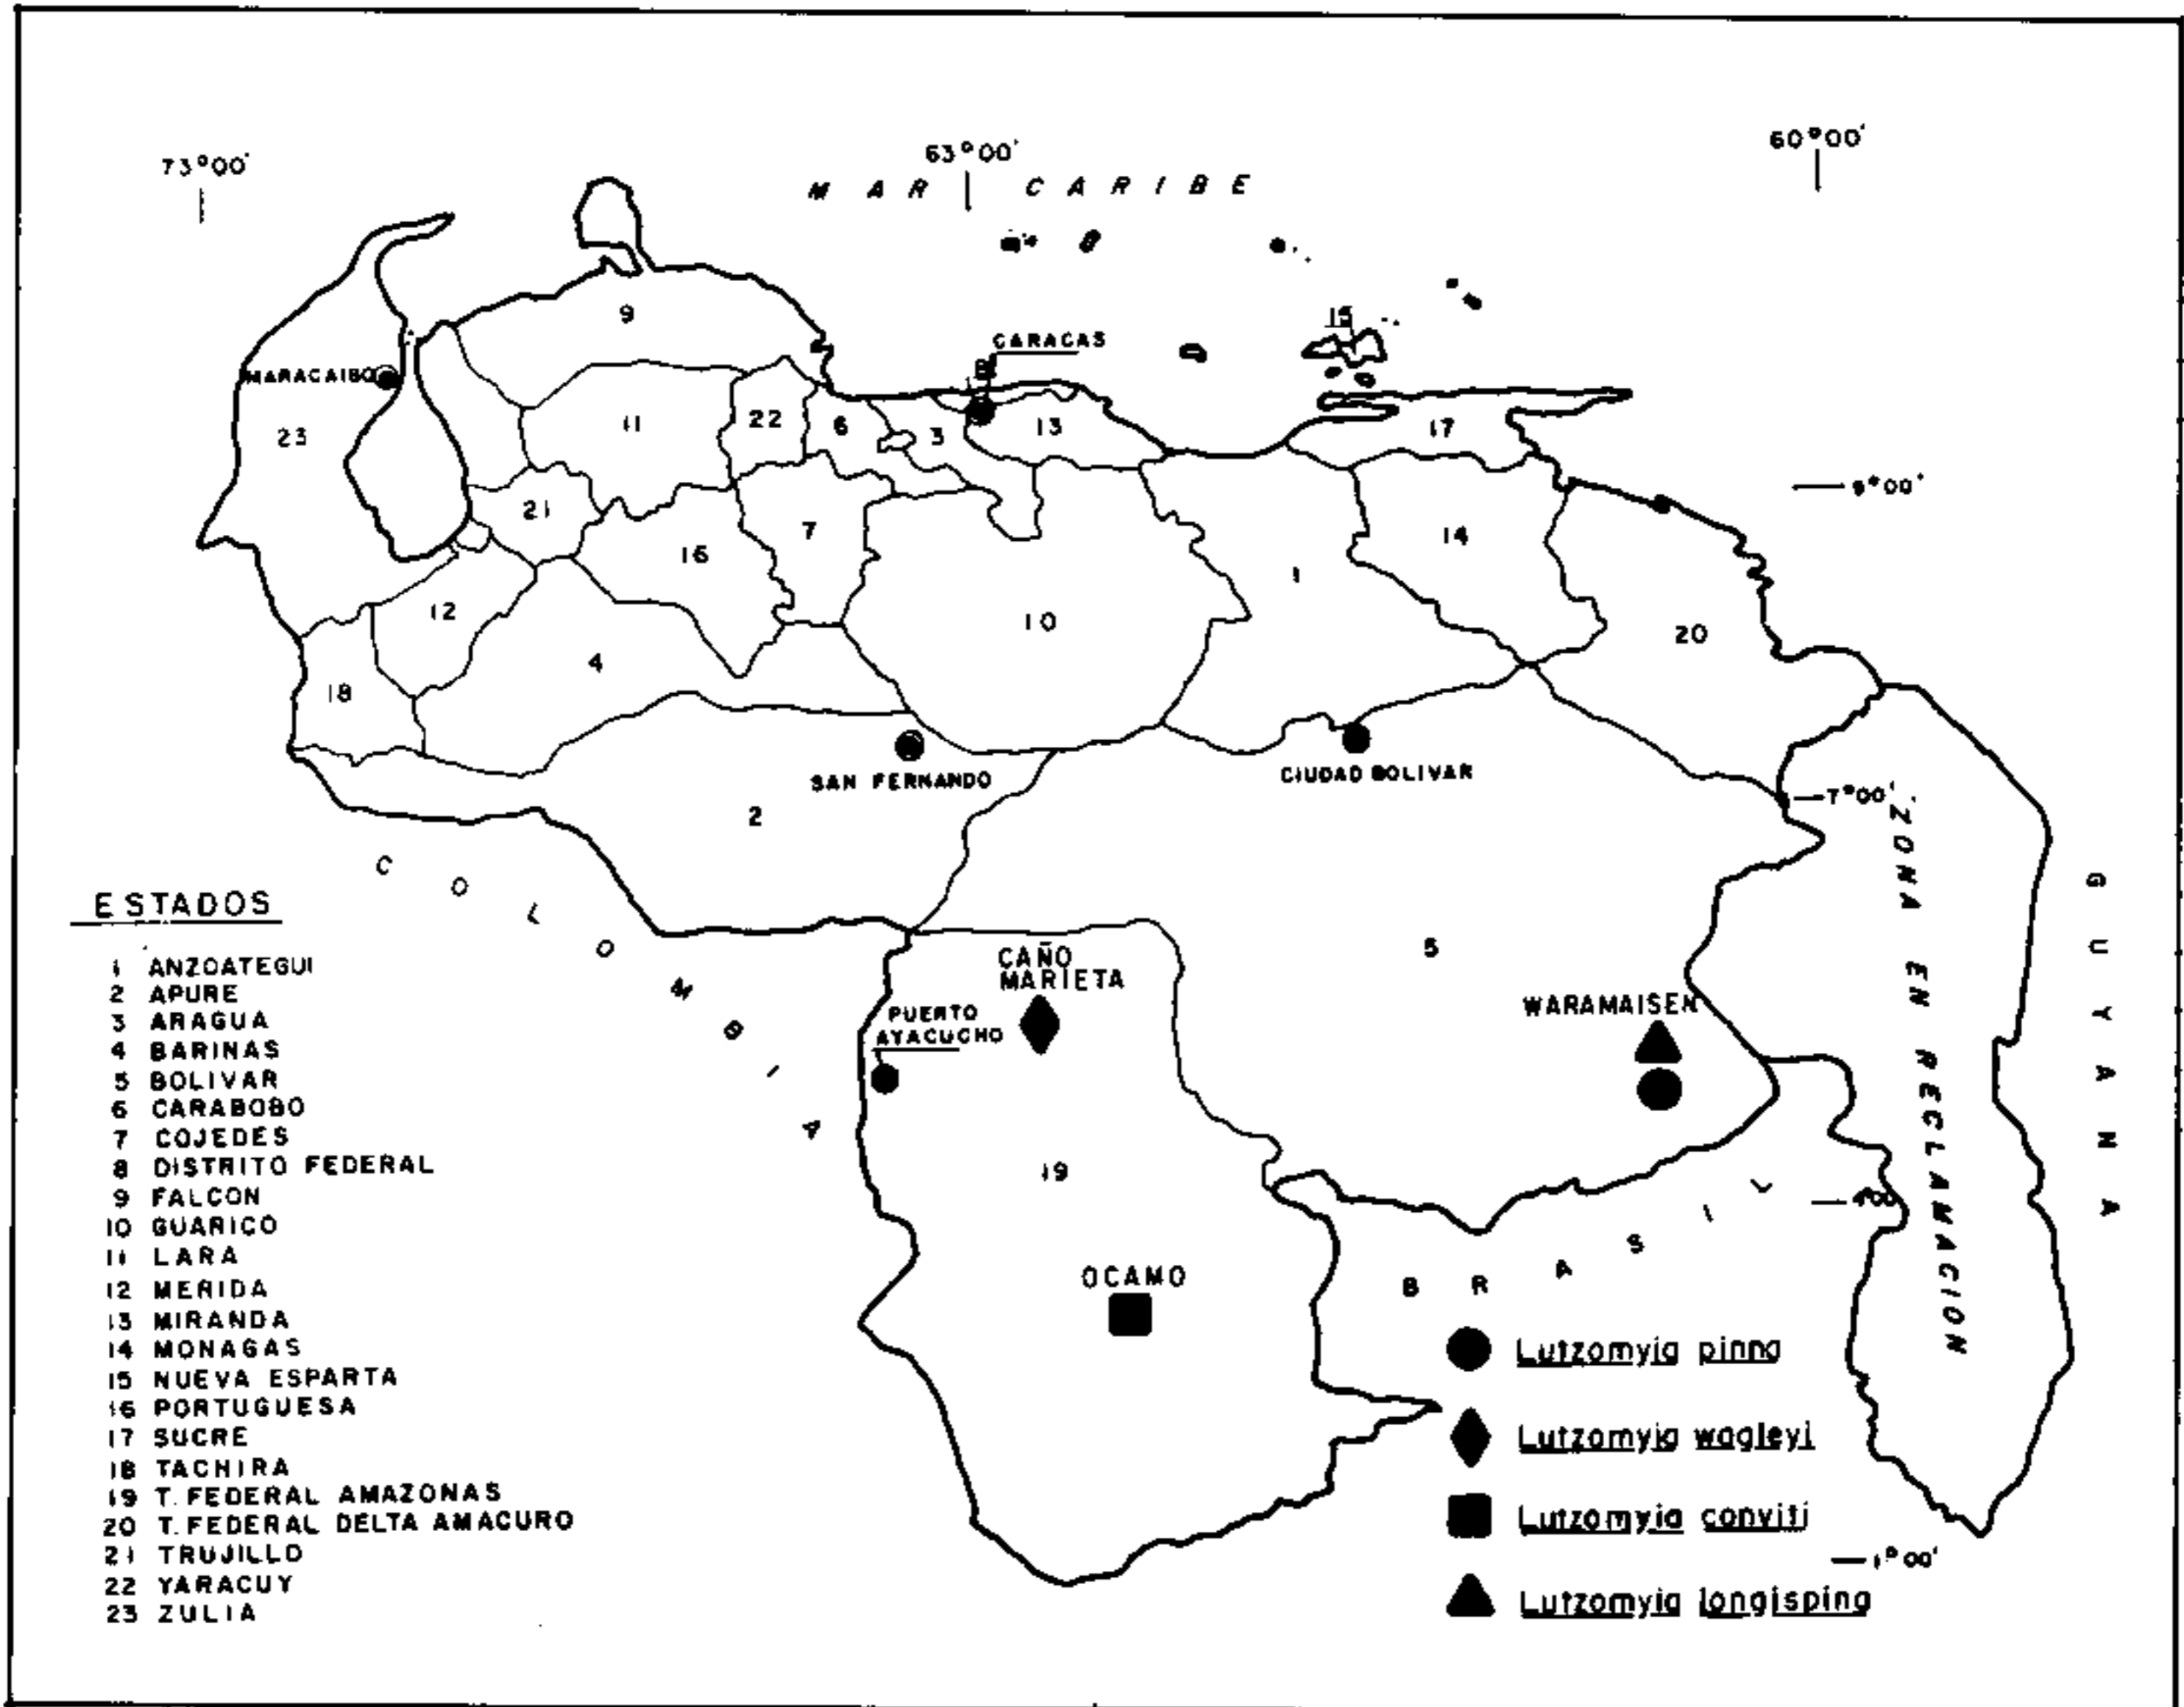 73°00'
63°00'
60°00'
MAR CARIBE
9
CARACAS
8
15
MARACAIBO
23
11
22
6
3
13
17
9°00'
21
16
7
14
1
12
10
20
4
18
SAN FERNANDO
CIUDAD BOLIVAR
7°00'
2
COLOMBIA
ZONA EN RECLAMACION
GUYANA
5
CAÑO
MARIETA
PUERTO
AYACUCHO
WARAMAISEN
19
OCAMO
BRASIL
1°00'
ESTADOS
1 ANZOATEGUI
2 APURE
3 ARAGUA
4 BARINAS
5 BOLIVAR
6 CARABOBO
7 COJEDES
8 DISTRITO FEDERAL
9 FALCON
10 GUARICO
11 LARA
12 MERIDA
13 MIRANDA
14 MONAGAS
15 NUEVA ESPARTA
16 PORTUGUESA
17 SUCRE
18 TACHIRA
19 T. FEDERAL AMAZONAS
20 T. FEDERAL DELTA AMACURO
21 TRUJILLO
22 YARACUY
23 ZULIA
Lutzomyia pinna
Lutzomyia wagleyi
Lutzomyia conviti
Lutzomyia longispina